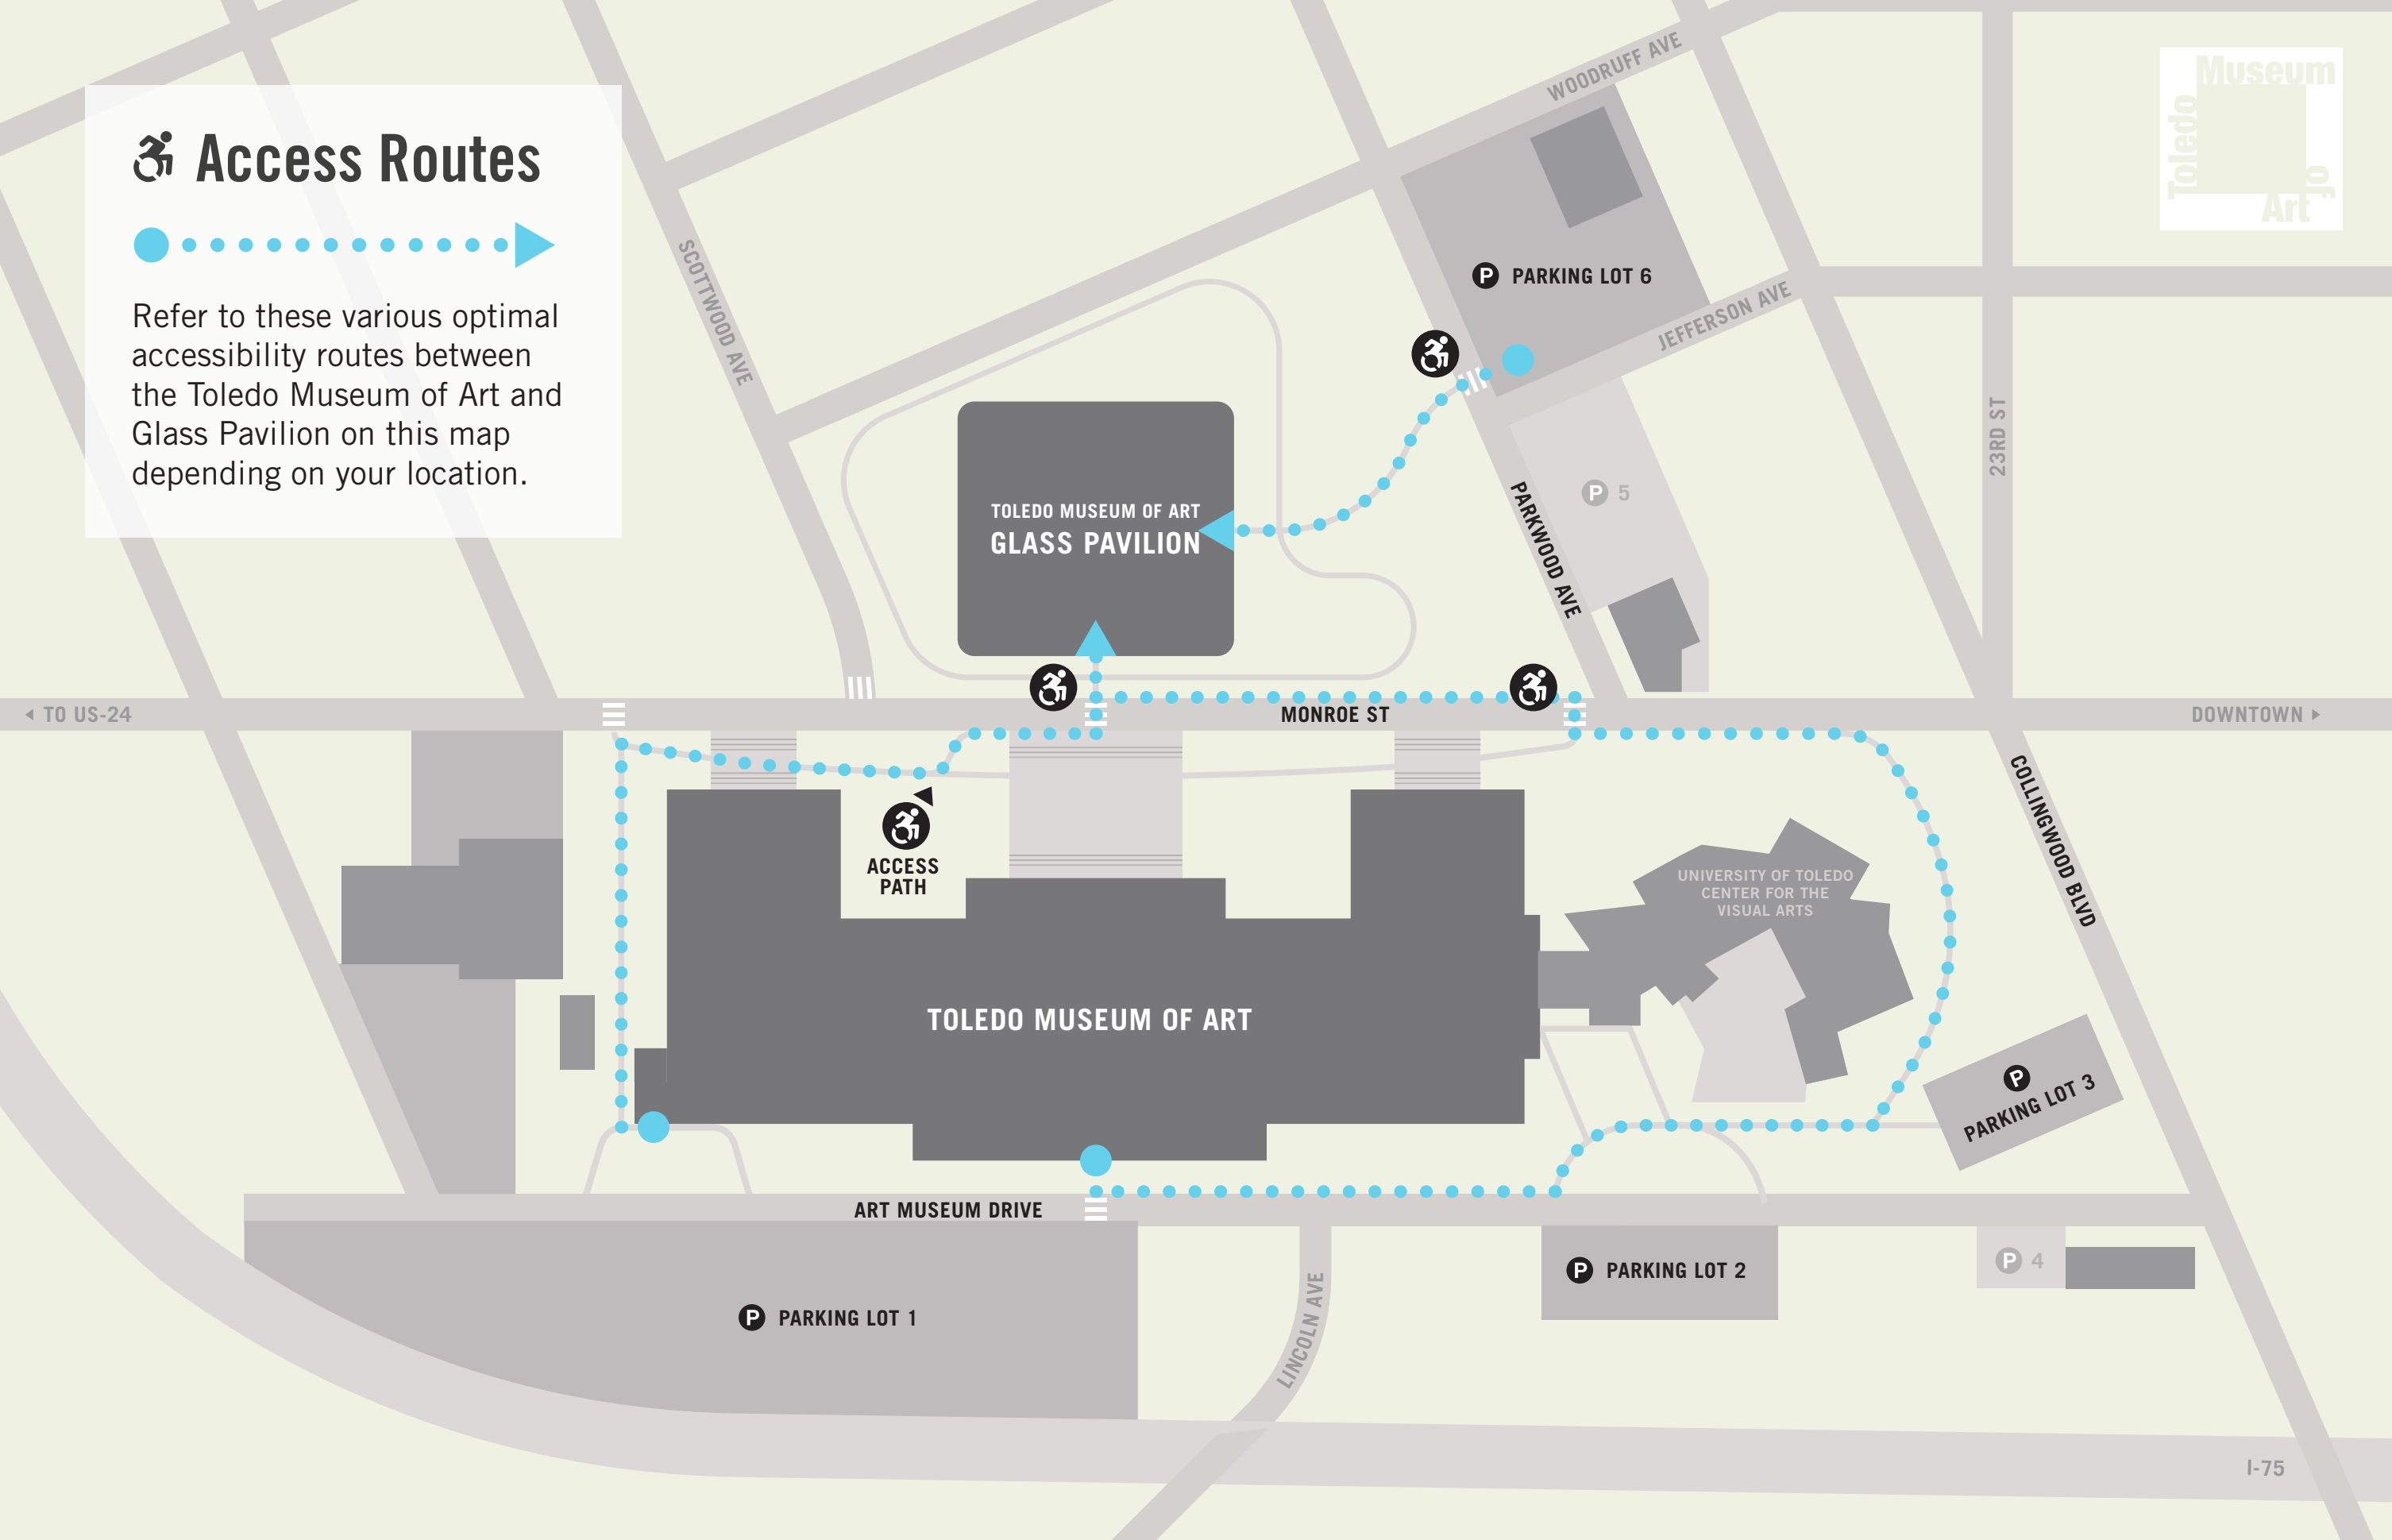 Access Routes
Refer to these various optimal
accessibility routes between
the Toledo Museum of Art and
Glass Pavilion on this map
depending on your location.
Toledo
Museum
of
Art
WOODRUFF AVE
SCOTTWOOD AVE
P PARKING LOT 6
JEFFERSON AVE
23RD ST
P 5
PARKWOOD AVE
TOLEDO MUSEUM OF ART
GLASS PAVILION
TO US-24
MONROE ST
DOWNTOWN
COLLINGWOOD BLVD
ACCESS
PATH
UNIVERSITY OF TOLEDO
CENTER FOR THE
VISUAL ARTS
TOLEDO MUSEUM OF ART
P
PARKING LOT 3
ART MUSEUM DRIVE
P PARKING LOT 1
LINCOLN AVE
P PARKING LOT 2
P 4
I-75